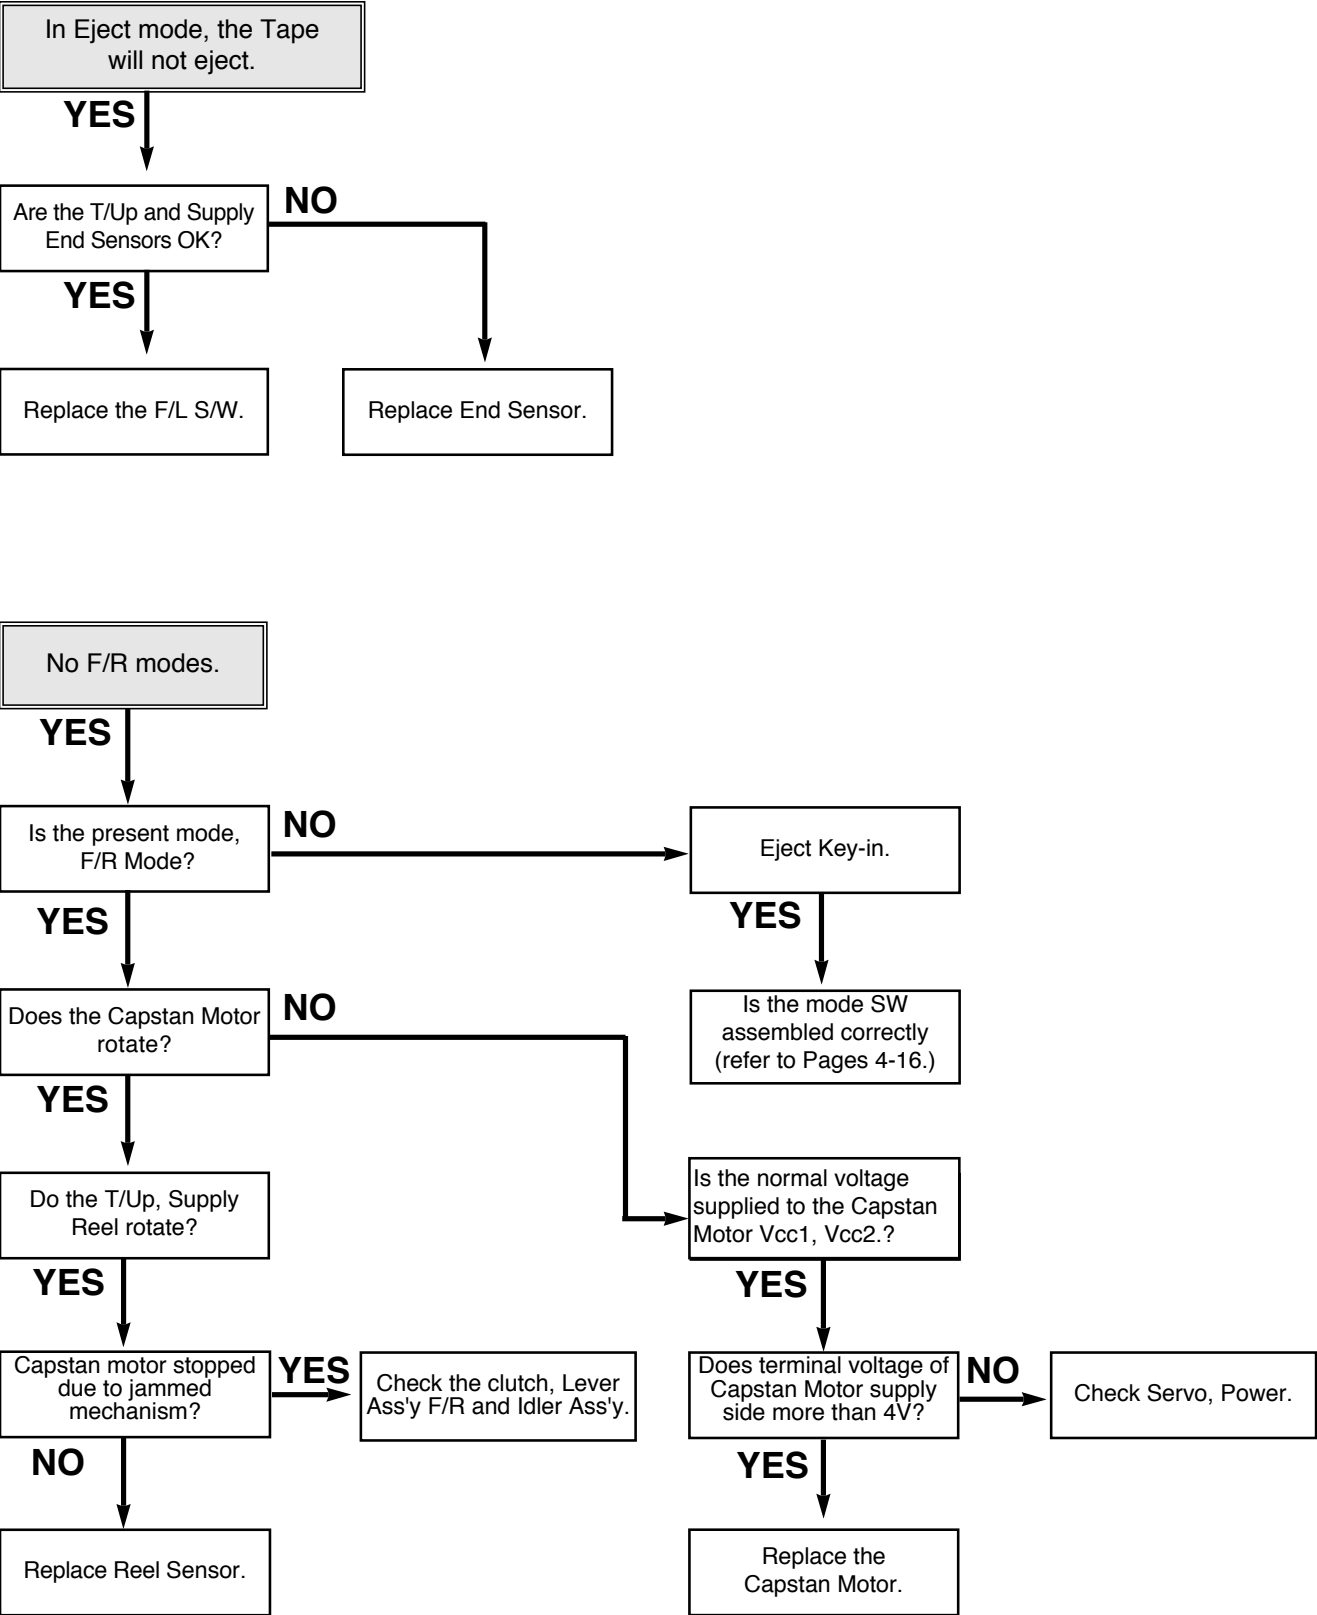 In Eject mode, the Tape
will not eject.
YES
Are the T/Up and Supply
End Sensors OK?
NO
YES
Replace the F/L S/W.
Replace End Sensor.
No F/R modes.
YES
Is the present mode,
F/R Mode?
NO
Eject Key-in.
YES
YES
Is the mode SW
assembled correctly
(refer to Pages 4-16.)
Does the Capstan Motor
rotate?
NO
YES
Is the normal voltage
supplied to the Capstan
Motor Vcc1, Vcc2.?
Do the T/Up, Supply
Reel rotate?
YES
YES
Capstan motor stopped
due to jammed
mechanism?
YES
Check the clutch, Lever
Ass'y F/R and Idler Ass'y.
Does terminal voltage of
Capstan Motor supply
side more than 4V?
NO
Check Servo, Power.
NO
YES
Replace Reel Sensor.
Replace the
Capstan Motor.